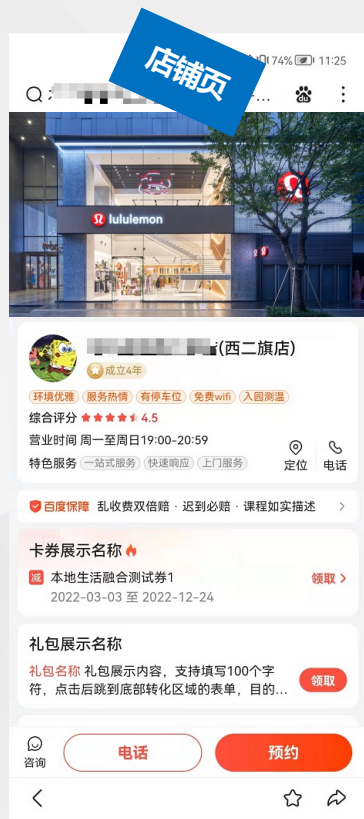 店铺页
74% 11:25
...
du
lululemon
(西二旗店)
成立4年
环境优雅 服务热情 有停车位 免费wifi 入园测温
综合评分 4.5
营业时间 周一至周日19:00-20:59
特色服务 一站式服务 快速响应 上门服务
定位 电话
百度保障 乱收费双倍赔 · 迟到必赔 · 课程如实描述
卡券展示名称
减 本地生活融合测试券1
领取
2022-03-03 至 2022-12-24
礼包展示名称
礼包名称 礼包展示内容，支持填写100个字
符，点击后跳到底部转化区域的表单，目的...
领取
咨询
电话
预约